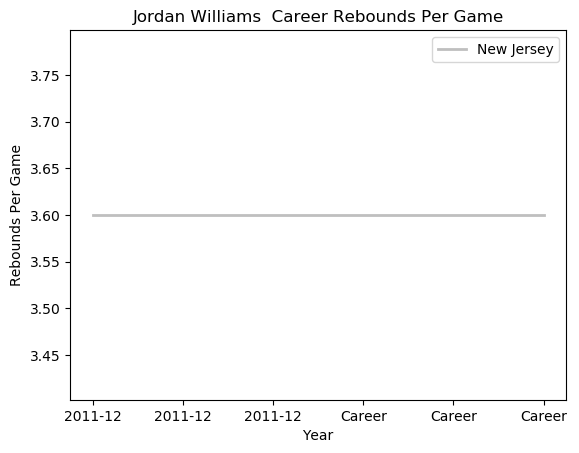 Jordan Williams  Career Rebounds Per Game
New Jersey
Rebounds Per Game
3.75
3.70
3.65
3.60
3.55
3.50
3.45
2011-12 2011-12 2011-12 Career Career Career
Year